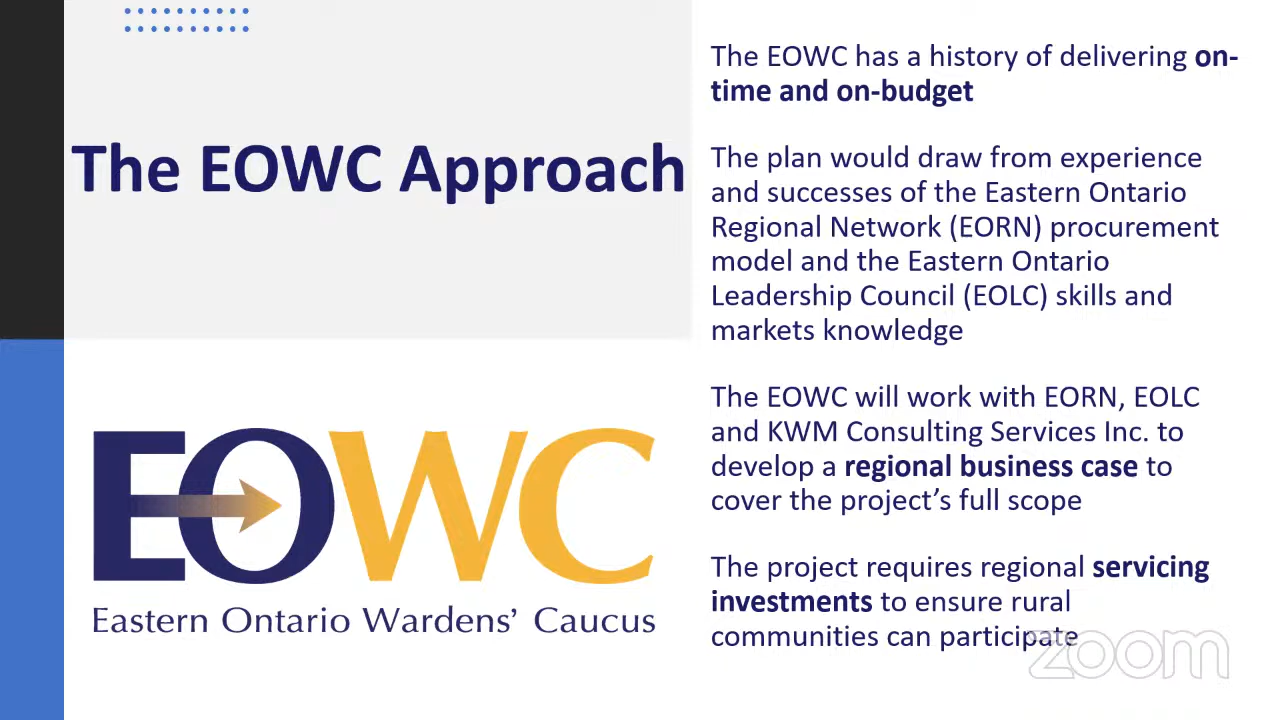 The EOWC Approach
EOWC
Eastern Ontario Wardens’ Caucus
The EOWC has a history of delivering on-
time and on-budget
The plan would draw from experience
and successes of the Eastern Ontario
Regional Network (EORN) procurement
model and the Eastern Ontario
Leadership Council (EOLC) skills and
markets knowledge
The EOWC will work with EORN, EOLC
and KWM Consulting Services Inc. to
develop a regional business case to
cover the project’s full scope
The project requires regional servicing
investments to ensure rural
communities can participate
zoom